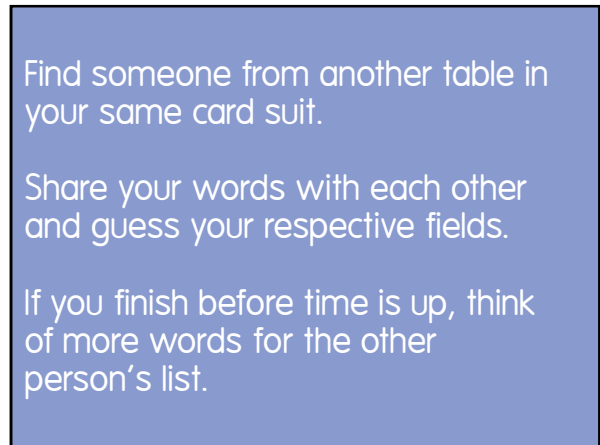 Find someone from another table in
your same card suit.
Share your words with each other
and guess your respective fields.
If you finish before time is up, think
of more words for the other
person's list.